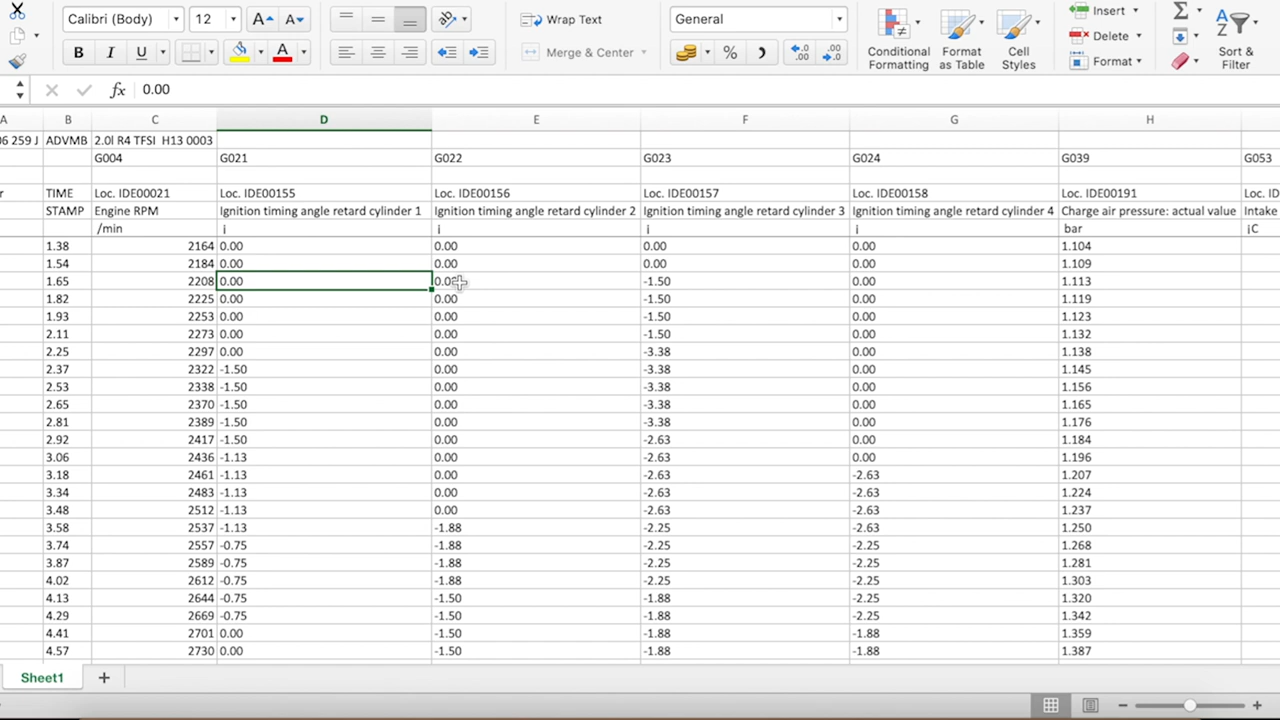 Calibri (Body) 12 A A Wrap Text General Insert
B I U A Merge & Center % Conditional Formatting Format as Table Cell Styles Delete Format Sort & Filter
fx 0.00
A B C D E F G H
06 259 J ADVMB 2.0l R4 TFSI H13 0003
G004 G021 G022 G023 G024 G039 G053
r TIME Loc. IDE00021 Loc. IDE00155 Loc. IDE00156 Loc. IDE00157 Loc. IDE00158 Loc. IDE00191 Loc. ID
STAMP Engine RPM Ignition timing angle retard cylinder 1 Ignition timing angle retard cylinder 2 Ignition timing angle retard cylinder 3 Ignition timing angle retard cylinder 4 Charge air pressure: actual value Intake
/min ¡ ¡ ¡ ¡ bar ¡C
1.38 2164 0.00 0.00 0.00 0.00 1.104
1.54 2184 0.00 0.00 0.00 0.00 1.109
1.65 2208 0.00 0.00 -1.50 0.00 1.113
1.82 2225 0.00 0.00 -1.50 0.00 1.119
1.93 2253 0.00 0.00 -1.50 0.00 1.123
2.11 2273 0.00 0.00 -1.50 0.00 1.132
2.25 2297 0.00 0.00 -3.38 0.00 1.138
2.37 2322 -1.50 0.00 -3.38 0.00 1.145
2.53 2338 -1.50 0.00 -3.38 0.00 1.156
2.65 2370 -1.50 0.00 -3.38 0.00 1.165
2.81 2389 -1.50 0.00 -3.38 0.00 1.176
2.92 2417 -1.50 0.00 -2.63 0.00 1.184
3.06 2436 -1.13 0.00 -2.63 0.00 1.196
3.18 2461 -1.13 0.00 -2.63 -2.63 1.207
3.34 2483 -1.13 0.00 -2.63 -2.63 1.224
3.48 2512 -1.13 0.00 -2.63 -2.63 1.237
3.58 2537 -1.13 -1.88 -2.25 -2.63 1.250
3.74 2557 -0.75 -1.88 -2.25 -2.25 1.268
3.87 2589 -0.75 -1.88 -2.25 -2.25 1.281
4.02 2612 -0.75 -1.88 -2.25 -2.25 1.303
4.13 2644 -0.75 -1.50 -1.88 -2.25 1.320
4.29 2669 -0.75 -1.50 -1.88 -2.25 1.342
4.41 2701 0.00 -1.50 -1.88 -1.88 1.359
4.57 2730 0.00 -1.50 -1.88 -1.88 1.387
Sheet1